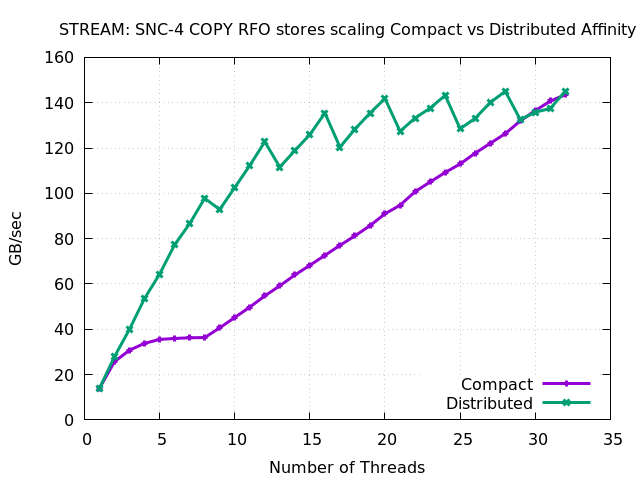 STREAM: SNC-4 COPY RFO stores scaling Compact vs Distributed Affinity
160
140
120
100
80
60
40
20
0
GB/sec
Compact
Distributed
0 5 10 15 20 25 30 35
Number of Threads